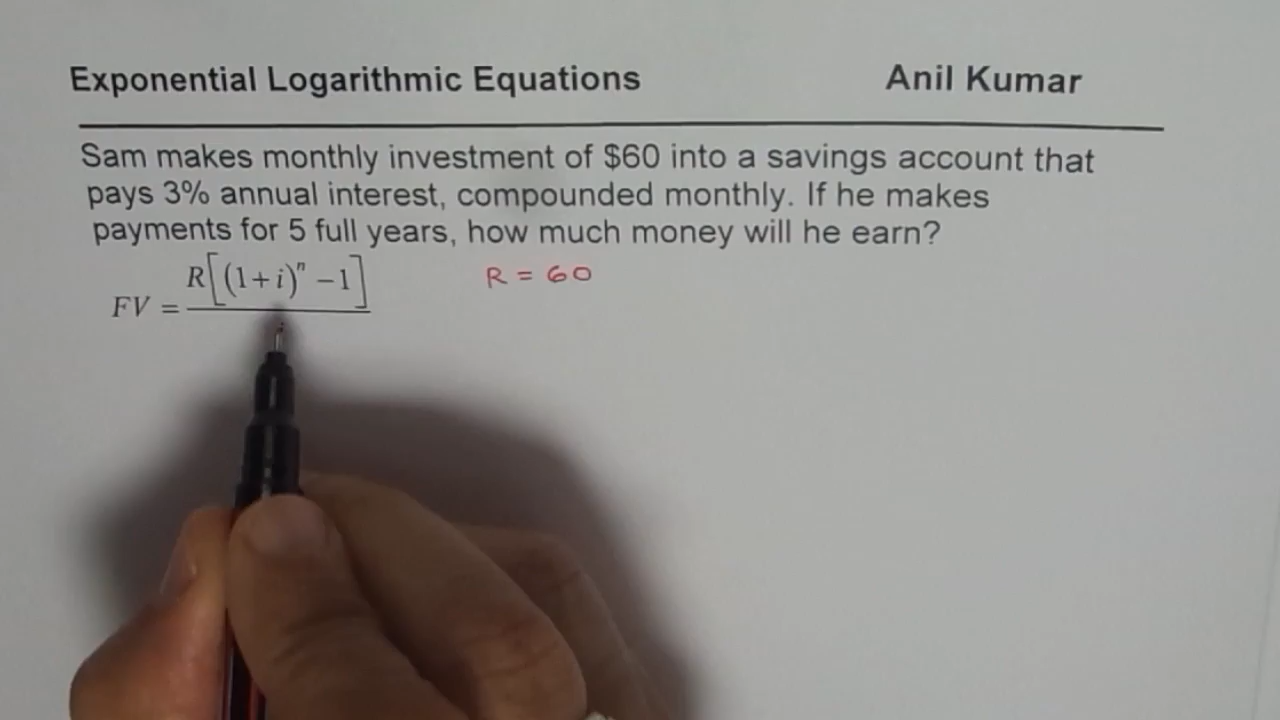 Exponential Logarithmic Equations Anil Kumar
Sam makes monthly investment of $60 into a savings account that
pays 3% annual interest, compounded monthly. If he makes
payments for 5 full years, how much money will he earn?
FV = R[(1+i)^n −1] R = 60